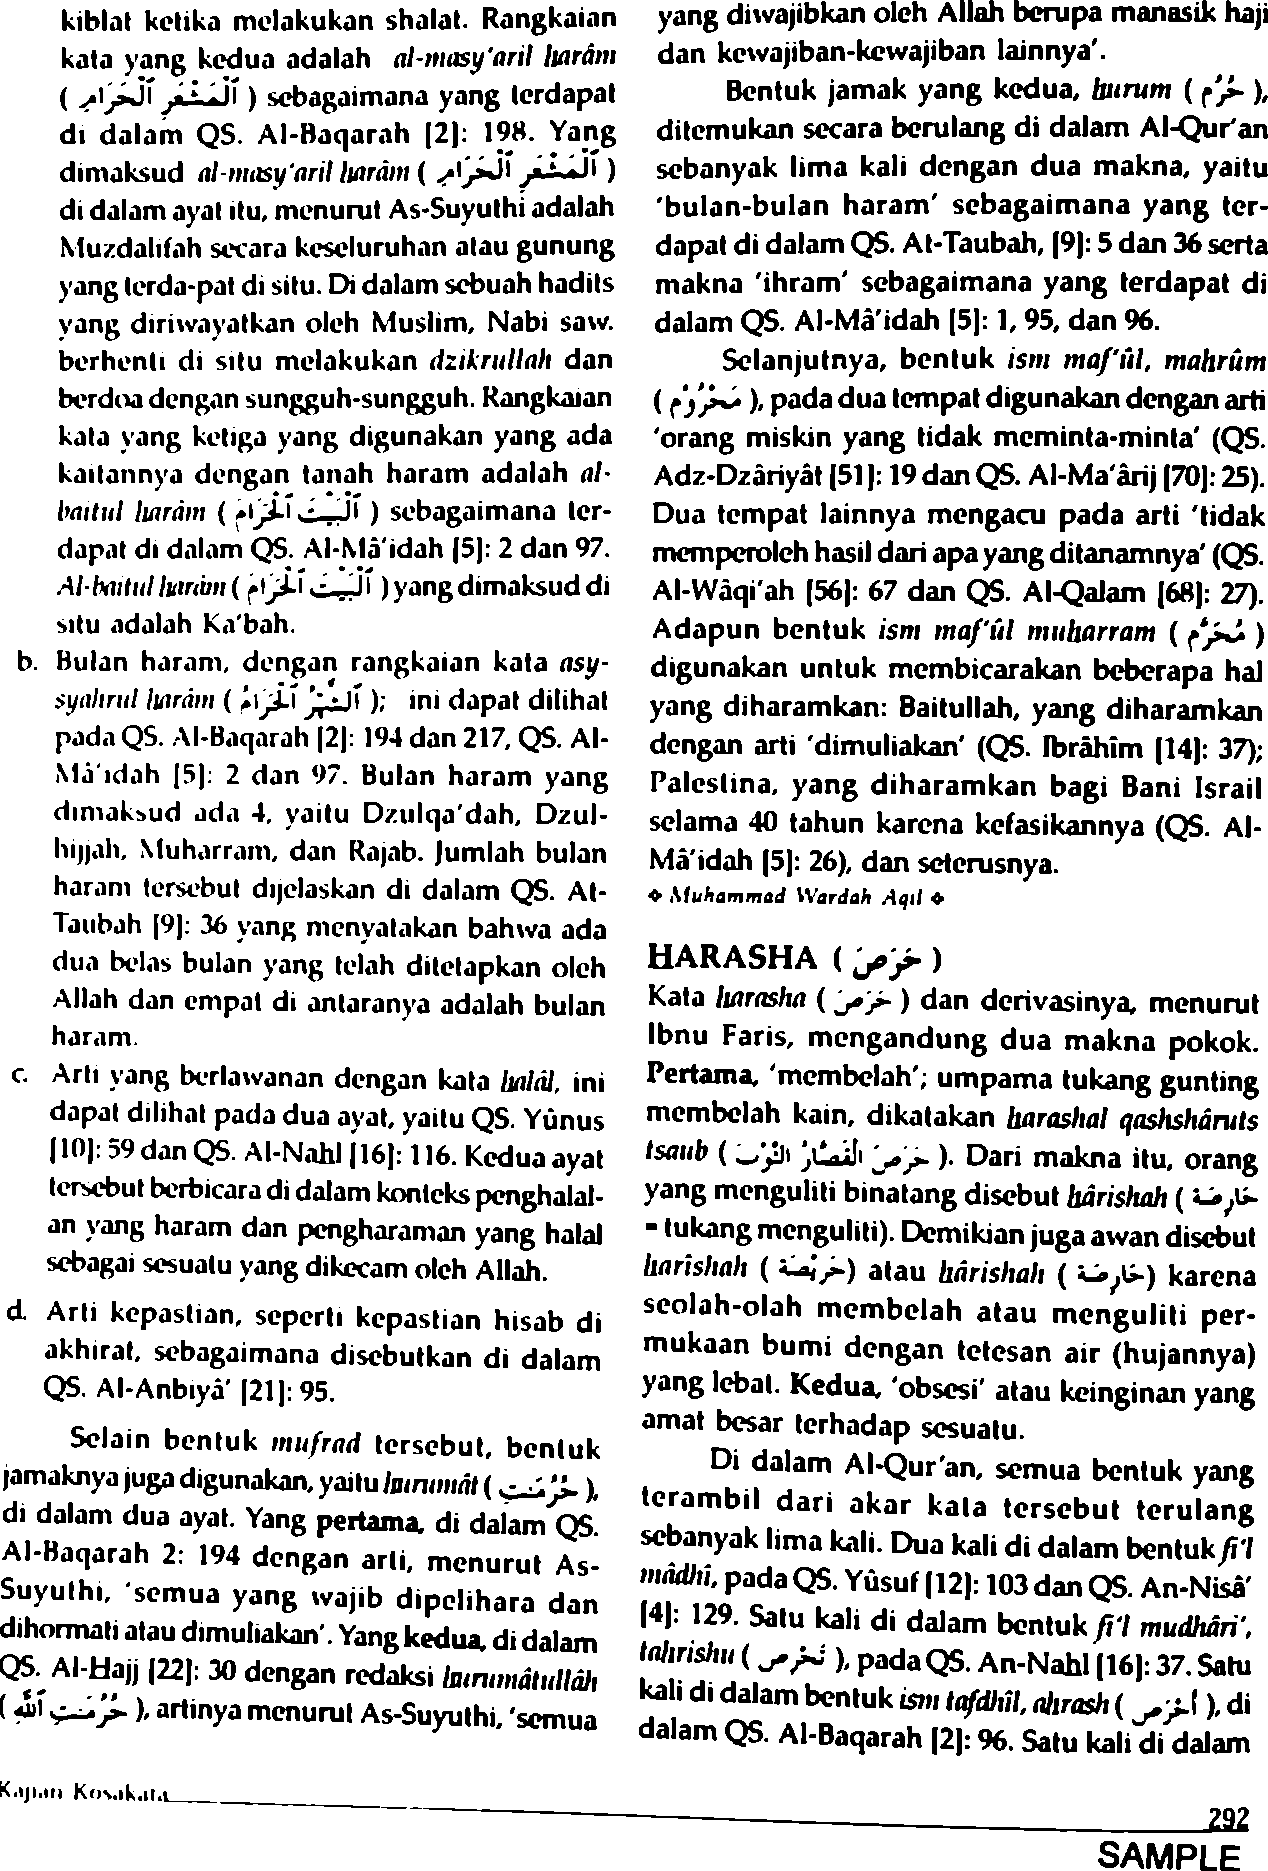 kiblat ketika melakukan shalat. Rangkaian
kata yang kedua adalah al-masy'aril harâm
( اَلْمَشْعَرِ اَلْحَرَامِ ) sebagaimana yang terdapat
di dalam QS. Al-Baqarah [2]: 198. Yang
dimaksud al-masy'aril harâm ( اَلْمَشْعَرِ اَلْحَرَامِ )
di dalam ayat itu, menurut As-Suyuthi adalah
Muzdalifah secara keseluruhan atau gunung
yang terda-pat di situ. Di dalam sebuah hadits
yang diriwayatkan oleh Muslim, Nabi saw.
berhenti di situ melakukan dzikrullah dan
berdoa dengan sungguh-sungguh. Rangkaian
kata yang ketiga yang digunakan yang ada
kaitannya dengan tanah haram adalah al-
baitul harâm ( اَلْبَيْتَ اَلْحَرَامَ ) sebagaimana ter-
dapat di dalam QS. Al-Mâ'idah [5]: 2 dan 97.
Al-baitul harâm ( اَلْبَيْتَ اَلْحَرَامَ ) yang dimaksud di
situ adalah Ka'bah.
b. Bulan haram, dengan rangkaian kata asy-
syahrul harâm ( اَلشَّهْرُ اَلْحَرَامُ ); ini dapat dilihat
pada QS. Al-Baqarah [2]: 194 dan 217, QS. Al-
Mâ'idah [5]: 2 dan 97. Bulan haram yang
dimaksud ada 4, yaitu Dzulqa'dah, Dzul-
hijjah, Muharram, dan Rajab. Jumlah bulan
haram tersebut dijelaskan di dalam QS. At-
Taubah [9]: 36 yang menyatakan bahwa ada
dua belas bulan yang telah ditetapkan oleh
Allah dan empat di antaranya adalah bulan
haram.
c. Arti yang berlawanan dengan kata halâl, ini
dapat dilihat pada dua ayat, yaitu QS. Yûnus
[10]: 59 dan QS. Al-Nahl [16]: 116. Kedua ayat
tersebut berbicara di dalam konteks penghalal-
an yang haram dan pengharaman yang halal
sebagai sesuatu yang dikecam oleh Allah.
d. Arti kepastian, seperti kepastian hisab di
akhirat, sebagaimana disebutkan di dalam
QS. Al-Anbiyâ' [21]: 95.
Selain bentuk mufrad tersebut, bentuk
jamaknya juga digunakan, yaitu hurumât ( حُرُمَٰتِ ),
di dalam dua ayat. Yang pertama, di dalam QS.
Al-Baqarah 2: 194 dengan arti, menurut As-
Suyuthi, 'semua yang wajib dipelihara dan
dihormati atau dimuliakan'. Yang kedua, di dalam
QS. Al-Hajj [22]: 30 dengan redaksi hurumâtullâh
( حُرُمَٰتِ اَللَّهِ ), artinya menurut As-Suyuthi, 'semua
yang diwajibkan oleh Allah berupa manasik haji
dan kewajiban-kewajiban lainnya'.
Bentuk jamak yang kedua, hurum ( حُرُم ),
ditemukan secara berulang di dalam Al-Qur'an
sebanyak lima kali dengan dua makna, yaitu
'bulan-bulan haram' sebagaimana yang ter-
dapat di dalam QS. At-Taubah, [9]: 5 dan 36 serta
makna 'ihram' sebagaimana yang terdapat di
dalam QS. Al-Mâ'idah [5]: 1, 95, dan 96.
Selanjutnya, bentuk ism maf'ûl, mahrûm
( مَحْرُوْم ), pada dua tempat digunakan dengan arti
'orang miskin yang tidak meminta-minta' (QS.
Adz-Dzâriyât [51]: 19 dan QS. Al-Ma'ârij [70]: 25).
Dua tempat lainnya mengacu pada arti 'tidak
memperoleh hasil dari apa yang ditanamnya' (QS.
Al-Wâqi'ah [56]: 67 dan QS. Al-Qalam [68]: 27).
Adapun bentuk ism maf'ûl muharram ( مُحَرَّم )
digunakan untuk membicarakan beberapa hal
yang diharamkan: Baitullah, yang diharamkan
dengan arti 'dimuliakan' (QS. Ibrâhîm [14]: 37);
Palestina, yang diharamkan bagi Bani Israil
selama 40 tahun karena kefasikannya (QS. Al-
Mâ'idah [5]: 26), dan seterusnya.
❖ Muhammad Wardah Aqil ❖
HARASHA ( حَرَصَ )
Kata harasha ( حَرَصَ ) dan derivasinya, menurut
Ibnu Faris, mengandung dua makna pokok.
Pertama, 'membelah'; umpama tukang gunting
membelah kain, dikatakan harashal qashshâruts
tsaub ( حَرَصَ الْقَصَّارُ الثَّوْبَ ). Dari makna itu, orang
yang menguliti binatang disebut hârishah ( حَارِصَة
= tukang menguliti). Demikian juga awan disebut
harishah ( حَرِيْصَة) atau hârishah ( حَارِصَة) karena
seolah-olah membelah atau menguliti per-
mukaan bumi dengan tetesan air (hujannya)
yang lebat. Kedua, 'obsesi' atau keinginan yang
amat besar terhadap sesuatu.
Di dalam Al-Qur'an, semua bentuk yang
terambil dari akar kata tersebut terulang
sebanyak lima kali. Dua kali di dalam bentuk fi'l
mâdhi, pada QS. Yûsuf [12]: 103 dan QS. An-Nisâ'
[4]: 129. Satu kali di dalam bentuk fi'l mudhâri',
tahrishu ( تَحْرِص ), pada QS. An-Nahl [16]: 37. Satu
kali di dalam bentuk ism tafdhîl, ahrash ( أَحْرَص ), di
dalam QS. Al-Baqarah [2]: 96. Satu kali di dalam
Kajian Kosakata
292
SAMPLE